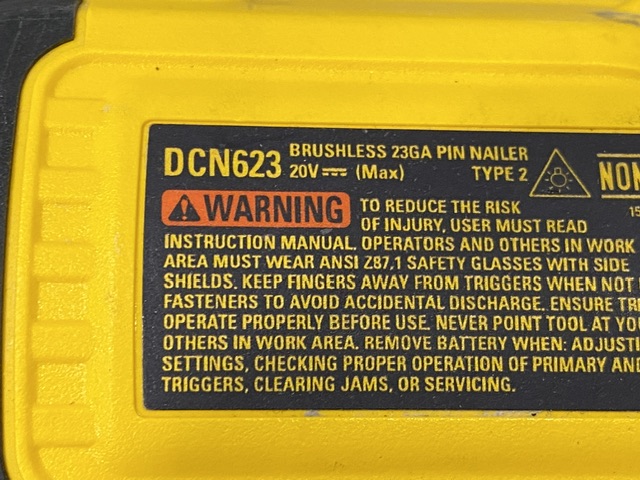 DCN623 BRUSHLESS 23GA PIN NAILER
20V⎓ (Max) TYPE 2
WARNING TO REDUCE THE RISK
OF INJURY, USER MUST READ
INSTRUCTION MANUAL. OPERATORS AND OTHERS IN WORK
AREA MUST WEAR ANSI Z87.1 SAFETY GLASSES WITH SIDE
SHIELDS. KEEP FINGERS AWAY FROM TRIGGERS WHEN NOT
FASTENERS TO AVOID ACCIDENTAL DISCHARGE. ENSURE
OPERATE PROPERLY BEFORE USE. NEVER POINT TOOL AT
OTHERS IN WORK AREA. REMOVE BATTERY WHEN:
SETTINGS, CHECKING PROPER OPERATION OF PRIMARY
TRIGGERS, CLEARING JAMS, OR SERVICING.